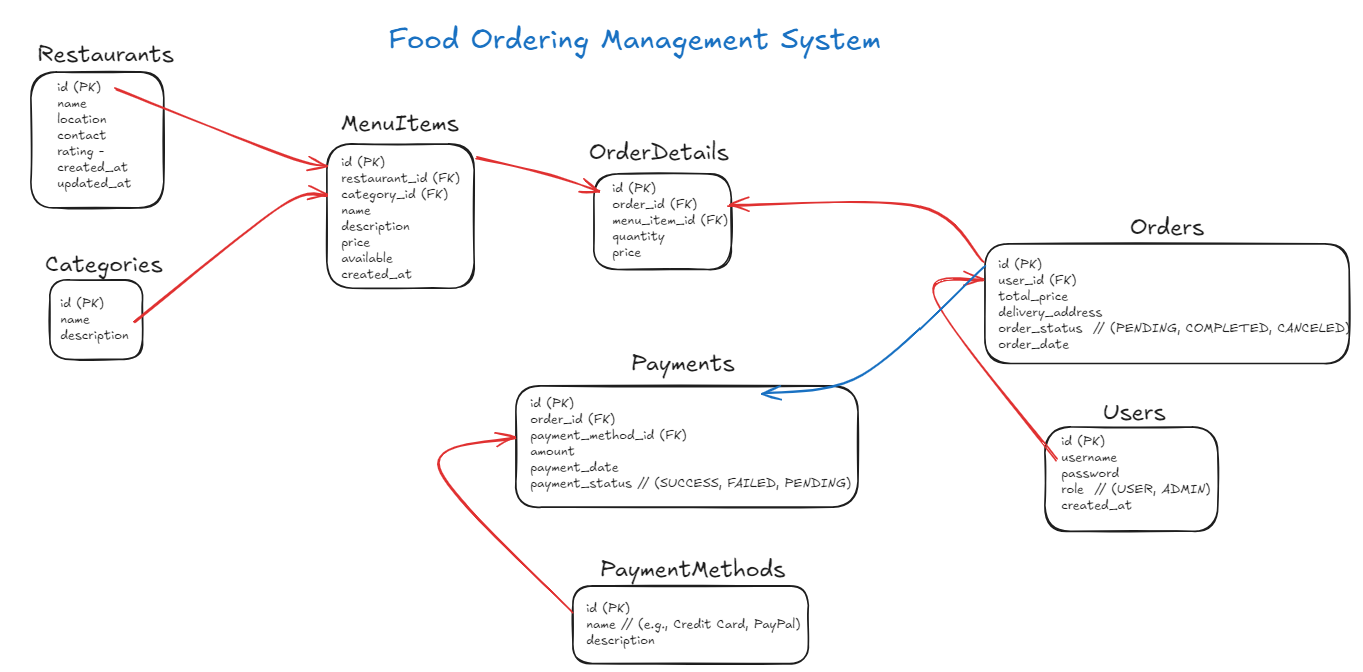 Food Ordering Management System
Restaurants
id (PK)
name
location
contact
rating -
created_at
updated_at
Categories
id (PK)
name
description
MenuItems
id (PK)
restaurant_id (FK)
category_id (FK)
name
description
price
available
created_at
OrderDetails
id (PK)
order_id (FK)
menu_item_id (FK)
quantity
price
Orders
id (PK)
user_id (FK)
total_price
delivery_address
order_status // (PENDING, COMPLETED, CANCELED)
order_date
Payments
id (PK)
order_id (FK)
payment_method_id (FK)
amount
payment_date
payment_status // (SUCCESS, FAILED, PENDING)
Users
id (PK)
username
password
role // (USER, ADMIN)
created_at
PaymentMethods
id (PK)
name // (e.g., Credit Card, PayPal)
description